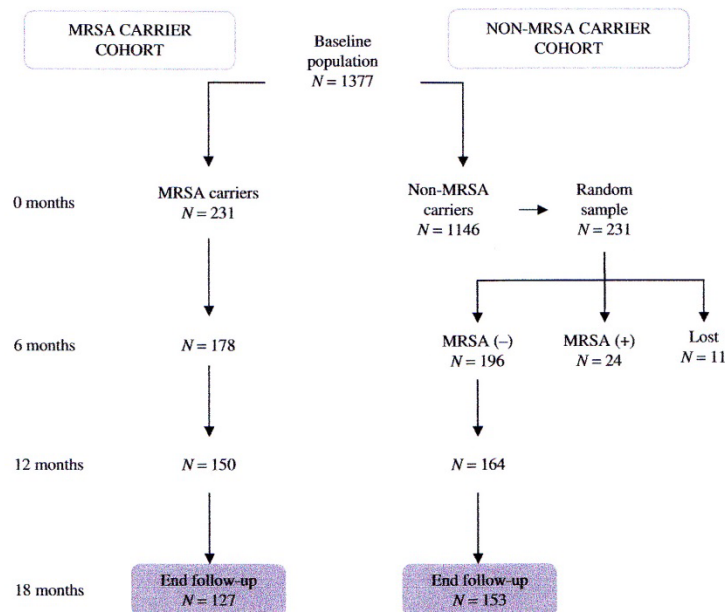 MRSA CARRIER
COHORT
Baseline
population
N = 1377
NON-MRSA CARRIER
COHORT
0 months
MRSA carriers
N = 231
Non-MRSA
carriers
N = 1146
Random
sample
N = 231
6 months
N = 178
MRSA (–)
N = 196
MRSA (+)
N = 24
Lost
N = 11
12 months
N = 150
N = 164
18 months
End follow-up
N = 127
End follow-up
N = 153